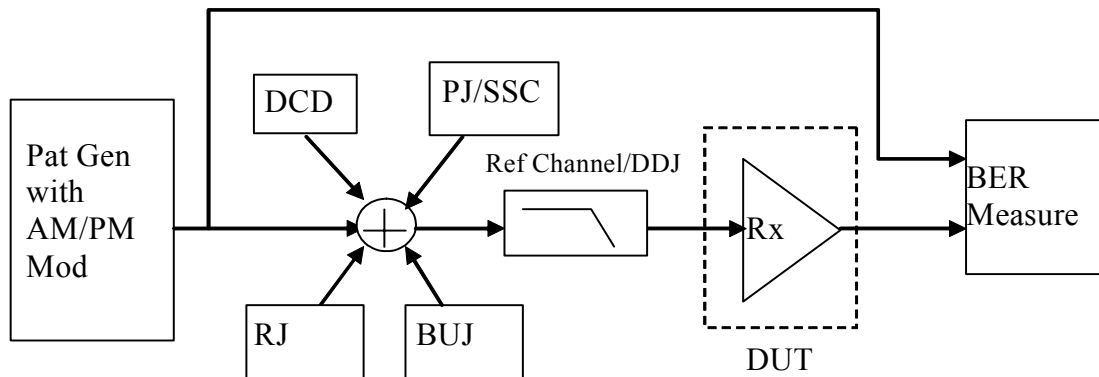 Pat Gen
with
AM/PM
Mod
DCD
PJ/SSC
RJ
BUJ
Ref Channel/DDJ
Rx
DUT
BER
Measure